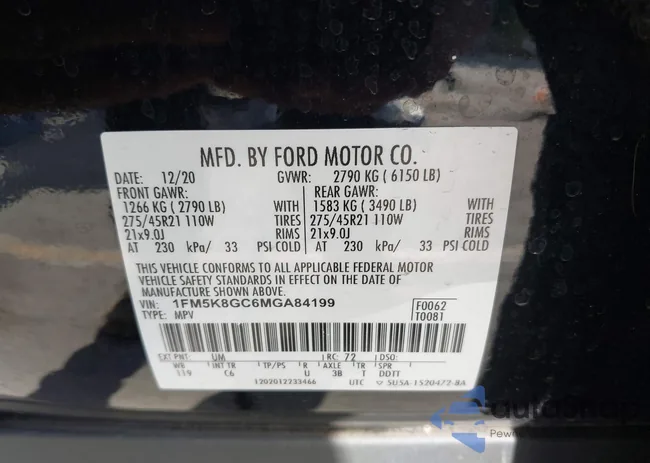 MFD. BY FORD MOTOR CO.
DATE: 12/20 GVWR: 2790 KG ( 6150 LB)
FRONT GAWR: REAR GAWR:
1266 KG ( 2790 LB) WITH 1583 KG ( 3490 LB) WITH
275/45R21 110W TIRES 275/45R21 110W TIRES
21x9.0J RIMS 21x9.0J RIMS
AT 230 kPa/ 33 PSI COLD AT 230 kPa/ 33 PSI COLD
THIS VEHICLE CONFORMS TO ALL APPLICABLE FEDERAL MOTOR
VEHICLE SAFETY STANDARDS IN EFFECT ON THE DATE OF
MANUFACTURE SHOWN ABOVE.
VIN: 1FM5K8GC6MGA84199 F0062
TYPE: MPV T0081
EXT PNT: UM RC: 72 DSO:
WB INT TR TP/PS R AXLE TR SPR
119 C6 U 3B T DDTT
1202012233466 UTC 5U5A-1520472-8A
Powe